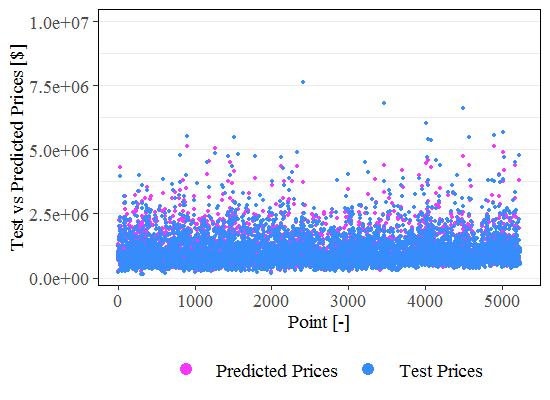 Test vs Predicted Prices [$]
1.0e+07
7.5e+06
5.0e+06
2.5e+06
0.0e+00
0 1000 2000 3000 4000 5000
Point [-]
Predicted Prices Test Prices